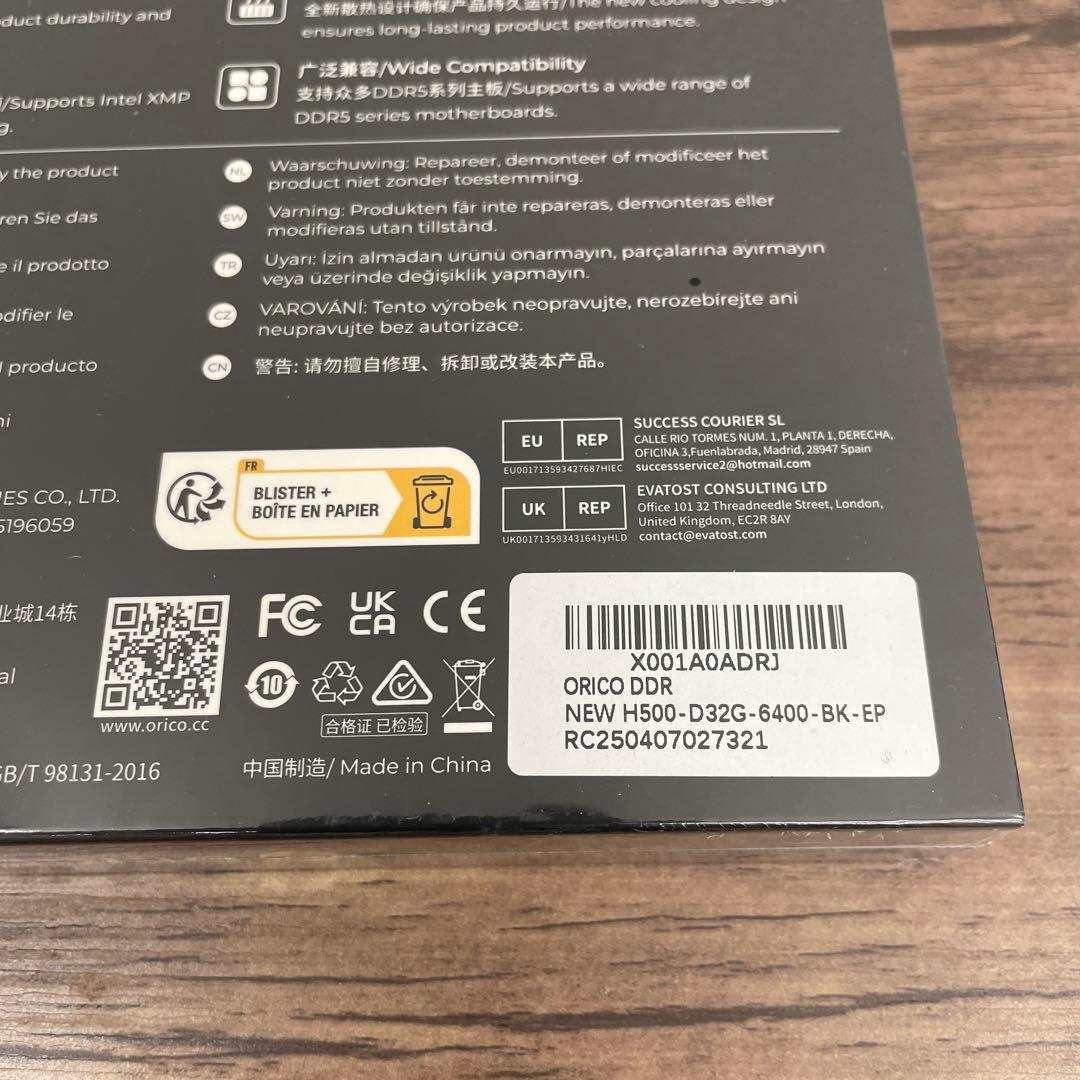 duct durability and
全新散热设计确保产品持久运行/The new cooling design
ensures long-lasting product performance.
广泛兼容/Wide Compatibility
支持众多DDR5系列主板/Supports a wide range of
DDR5 series motherboards.
/Supports Intel XMP
g.
y the product
NL
Waarschuwing: Repareer, demonteer of modificeer het
product niet zonder toestemming.
ren Sie das
SW
Varning: Produkten får inte repareras, demonteras eller
modifieras utan tillstånd.
e il prodotto
TR
Uyarı: İzin almadan ürünü onarmayın, parçalarına ayırmayın
veya üzerinde değişiklik yapmayın.
odifier le
CZ
VAROVÁNÍ: Tento výrobek neopravujte, nerozebírejte ani
neupravujte bez autorizace.
l producto
CN
警告: 请勿擅自修理、拆卸或改装本产品。
ni
IES CO., LTD.
5196059
FR
BLISTER +
BOÎTE EN PAPIER
EU REP
EU001713593427687HIEC
SUCCESS COURIER SL
CALLE RIO TORMES NUM. 1, PLANTA 1, DERECHA,
OFICINA 3,Fuenlabrada, Madrid, 28947 Spain
successservice2@hotmail.com
UK REP
UK001713593431641yHLD
EVATOST CONSULTING LTD
Office 101 32 Threadneedle Street, London,
United Kingdom, EC2R 8AY
contact@evatost.com
业城14栋
al
www.orico.cc
FC UK CA CE
10
合格证 已检验
GB/T 98131-2016
中国制造/ Made in China
X001A0ADRJ
ORICO DDR
NEW H500-D32G-6400-BK-EP
RC250407027321